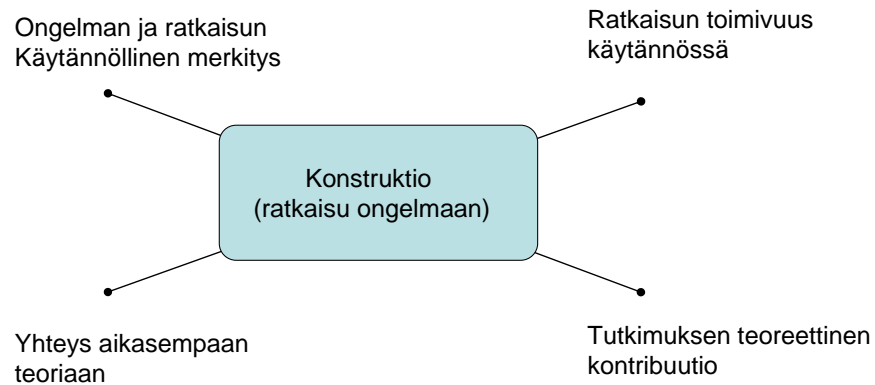 Ongelman ja ratkaisun
Käytännöllinen merkitys
Ratkaisun toimivuus
käytännössä
Konstruktio
(ratkaisu ongelmaan)
Yhteys aikasempaan
teoriaan
Tutkimuksen teoreettinen
kontribuutio